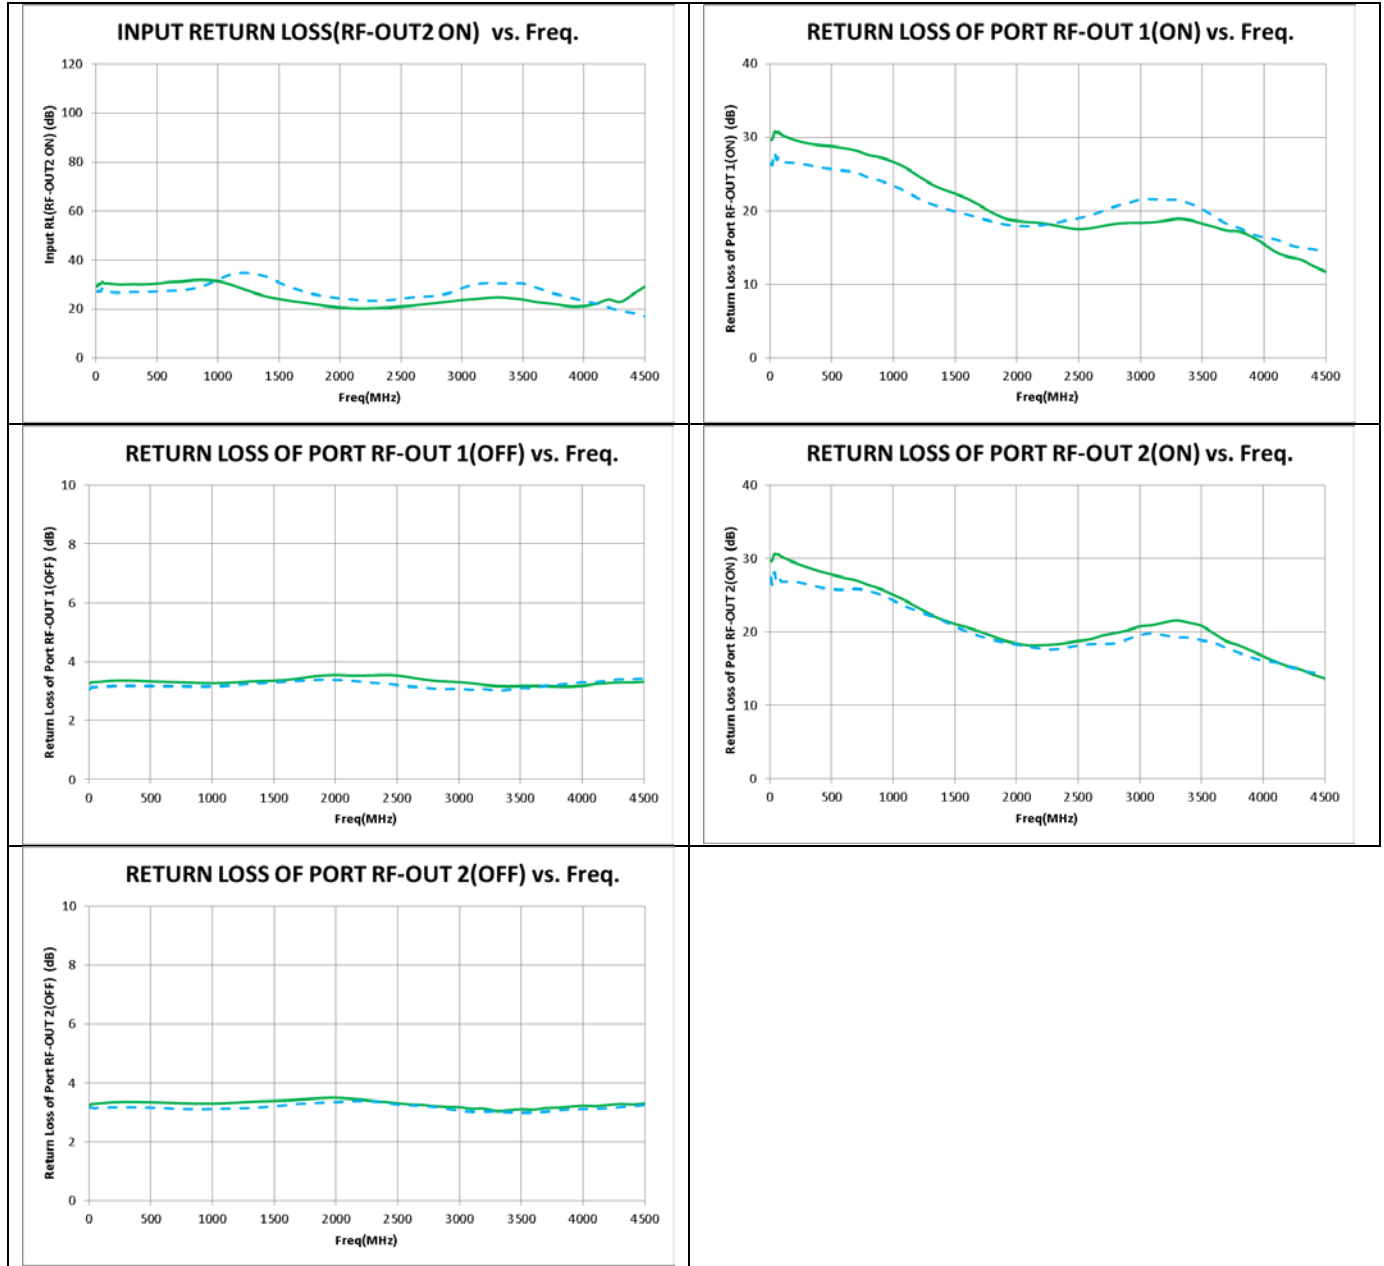 INPUT RETURN LOSS(RF-OUT2 ON) vs. Freq.
Input RL(RF-OUT2 ON) (dB)
120
100
80
60
40
20
0
0 500 1000 1500 2000 2500 3000 3500 4000 4500
Freq(MHz)
RETURN LOSS OF PORT RF-OUT 1(ON) vs. Freq.
Return Loss of Port RF-OUT 1(ON) (dB)
40
30
20
10
0
0 500 1000 1500 2000 2500 3000 3500 4000 4500
Freq(MHz)
RETURN LOSS OF PORT RF-OUT 1(OFF) vs. Freq.
Return Loss of Port RF-OUT 1(OFF) (dB)
10
8
6
4
2
0
0 500 1000 1500 2000 2500 3000 3500 4000 4500
Freq(MHz)
RETURN LOSS OF PORT RF-OUT 2(ON) vs. Freq.
Return Loss of Port RF-OUT 2(ON) (dB)
40
30
20
10
0
0 500 1000 1500 2000 2500 3000 3500 4000 4500
Freq(MHz)
RETURN LOSS OF PORT RF-OUT 2(OFF) vs. Freq.
Return Loss of Port RF-OUT 2(OFF) (dB)
10
8
6
4
2
0
0 500 1000 1500 2000 2500 3000 3500 4000 4500
Freq(MHz)